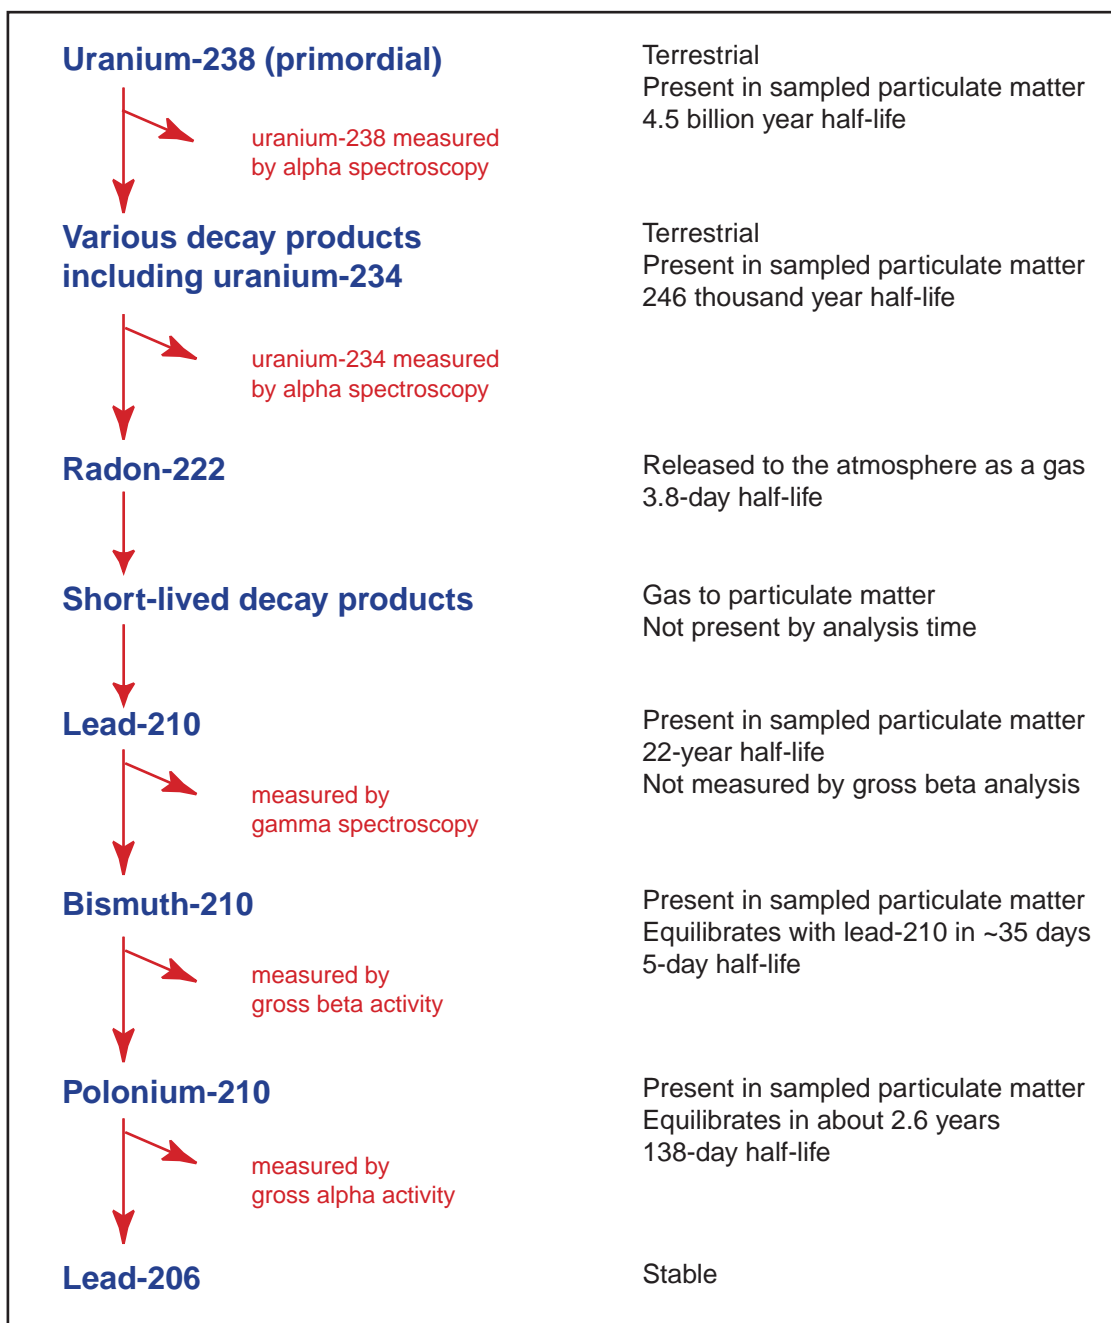 Uranium-238 (primordial)
Terrestrial
Present in sampled particulate matter
4.5 billion year half-life
uranium-238 measured
by alpha spectroscopy
Various decay products
including uranium-234
Terrestrial
Present in sampled particulate matter
246 thousand year half-life
uranium-234 measured
by alpha spectroscopy
Radon-222
Released to the atmosphere as a gas
3.8-day half-life
Short-lived decay products
Gas to particulate matter
Not present by analysis time
Lead-210
Present in sampled particulate matter
22-year half-life
Not measured by gross beta analysis
measured by
gamma spectroscopy
Bismuth-210
Present in sampled particulate matter
Equilibrates with lead-210 in ~35 days
5-day half-life
measured by
gross beta activity
Polonium-210
Present in sampled particulate matter
Equilibrates in about 2.6 years
138-day half-life
measured by
gross alpha activity
Lead-206
Stable